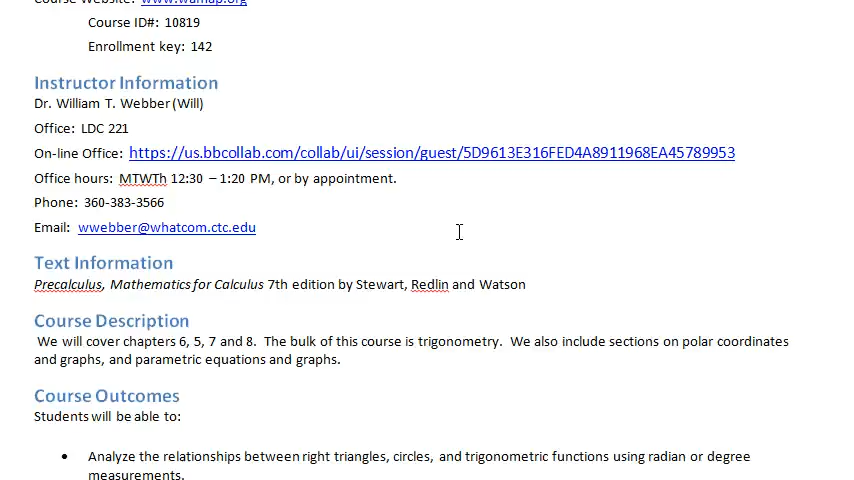 Course Website: www.wamap.org
Course ID#: 10819
Enrollment key: 142
Instructor Information
Dr. William T. Webber (Will)
Office: LDC 221
On-line Office: https://us.bbcollab.com/collab/ui/session/guest/5D9613E316FED4A8911968EA45789953
Office hours: MTWTh 12:30 – 1:20 PM, or by appointment.
Phone: 360-383-3566
Email: wwebber@whatcom.ctc.edu
Text Information
Precalculus, Mathematics for Calculus 7th edition by Stewart, Redlin and Watson
Course Description
We will cover chapters 6, 5, 7 and 8. The bulk of this course is trigonometry. We also include sections on polar coordinates
and graphs, and parametric equations and graphs.
Course Outcomes
Students will be able to:
• Analyze the relationships between right triangles, circles, and trigonometric functions using radian or degree
measurements.